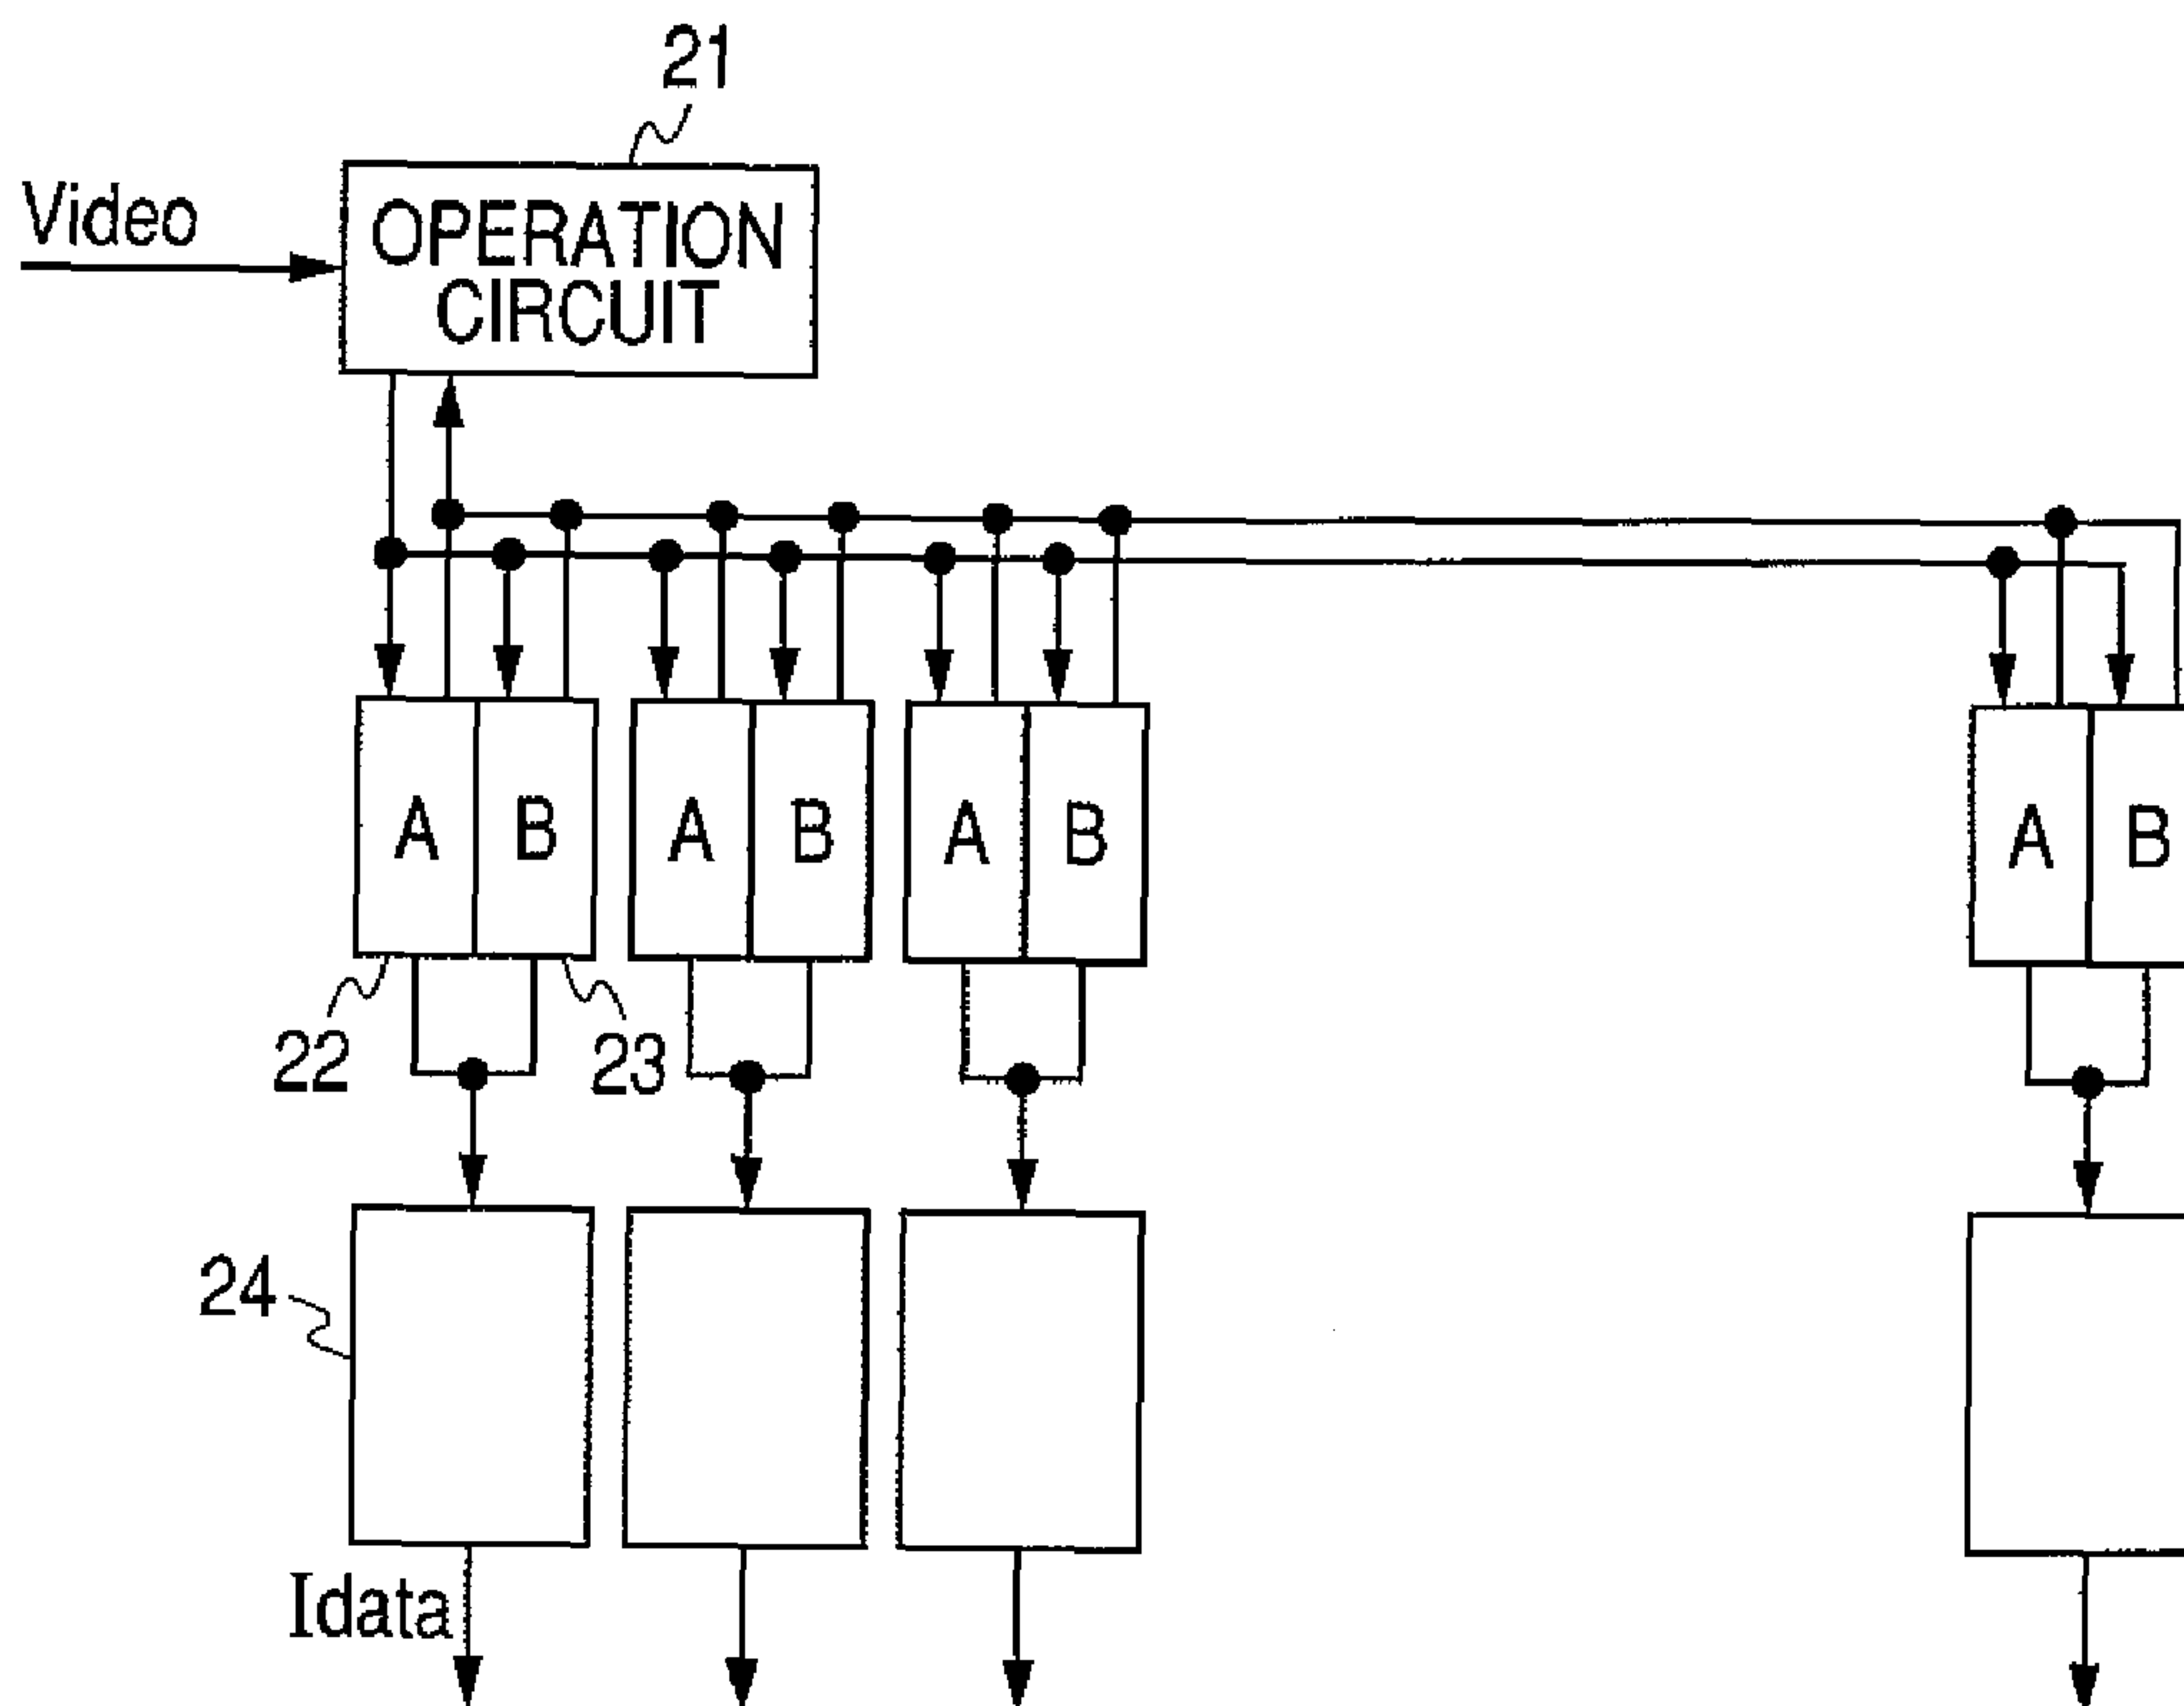 21
Video
OPERATION
CIRCUIT
A B A B A B A B
22 23
24
Idata